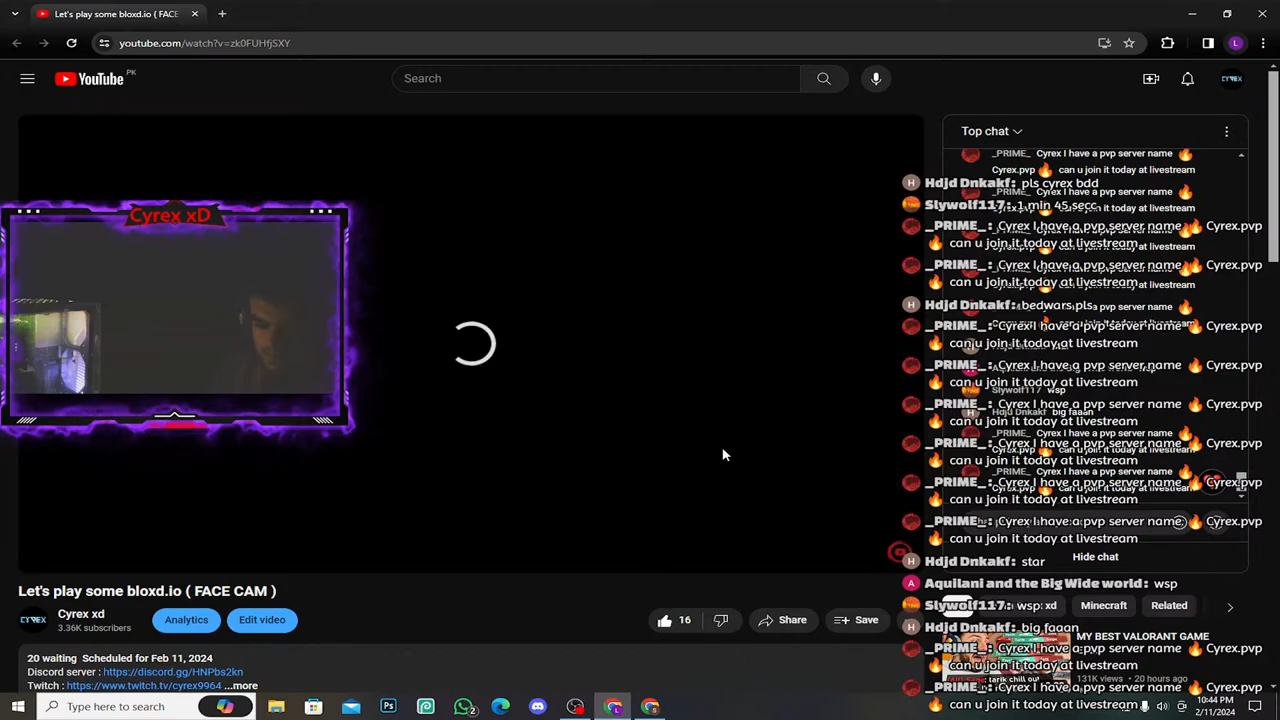 Let's play some bloxd.io ( FACE
youtube.com/watch?v=zk0FUHfjSXY
YouTube PK
Search
CYREX
Top chat
_PRIME_ Cyrex I have a pvp server name 🔥
Cyrex.pvp 🔥 can u join it today at livestream
Hdjd Dnkakf: pls cyrex bdd
Slywolf117: 1 min 45 secc
_PRIME_: Cyrex I have a pvp server name 🔥 Cyrex.pvp
🔥 can u join it today at livestream
_PRIME_: Cyrex I have a pvp server name 🔥 Cyrex.pvp
🔥 can u join it today at livestream
Hdjd Dnkakf: bedwars pls
_PRIME_: Cyrex I have a pvp server name 🔥 Cyrex.pvp
🔥 can u join it today at livestream
_PRIME_: Cyrex I have a pvp server name 🔥 Cyrex.pvp
🔥 can u join it today at livestream
_PRIME_: Cyrex I have a pvp server name 🔥 Cyrex.pvp
🔥 can u join it today at livestream
_PRIME_: Cyrex I have a pvp server name 🔥 Cyrex.pvp
🔥 can u join it today at livestream
_PRIME_: Cyrex I have a pvp server name 🔥 Cyrex.pvp
🔥 can u join it today at livestream
_PRIME_: Cyrex I have a pvp server name 🔥 Cyrex.pvp
🔥 can u join it today at livestream
Hdjd Dnkakf: star
Aquilani and the Big Wide world: wsp
Slywolf117: wsp
Hdjd Dnkakf: big faaan
_PRIME_: Cyrex I have a pvp server name 🔥 Cyrex.pvp
🔥 can u join it today at livestream
_PRIME_: Cyrex I have a pvp server name 🔥 Cyrex.pvp
🔥 can u join it today at livestream
Slywolf117 wsp
Hdjd Dnkakf big faaan
_PRIME_ Cyrex I have a pvp server name 🔥
Cyrex.pvp 🔥 can u join it today at livestream
_PRIME_ Cyrex I have a pvp server name 🔥
Cyrex.pvp 🔥 can u join it today at livestream
Hide chat
Cyrex xD
Let's play some bloxd.io ( FACE CAM )
CYREX
Cyrex xd
3.36K subscribers
Analytics
Edit video
16
Share
Save
20 waiting Scheduled for Feb 11, 2024
Discord server : https://discord.gg/HNPbs2kn
Twitch : https://www.twitch.tv/cyrex9964 ...more
xd
Minecraft
Related
MY BEST VALORANT GAME
131K views • 20 hours ago
tarik chill out
Type here to search
10:44 PM
2/11/2024